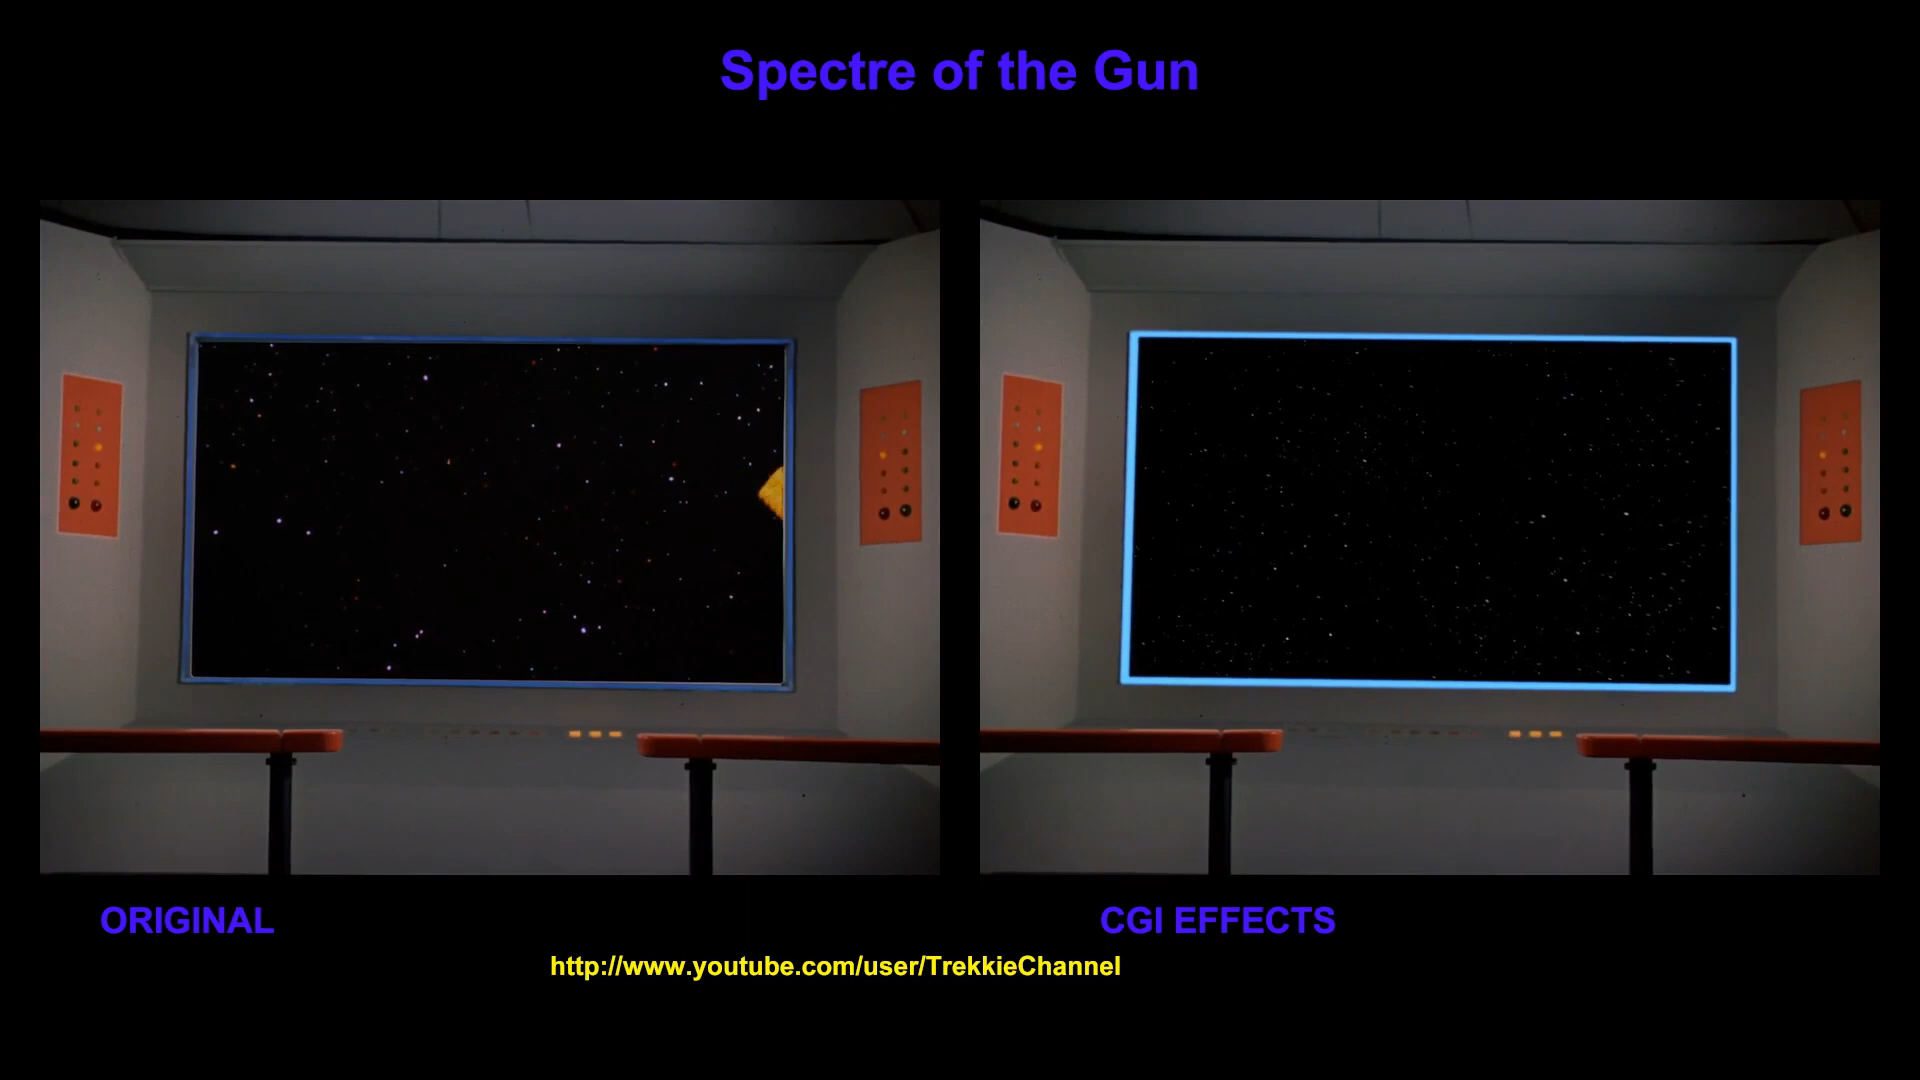 Spectre of the Gun
ORIGINAL
CGI EFFECTS
http://www.youtube.com/user/TrekkieChannel